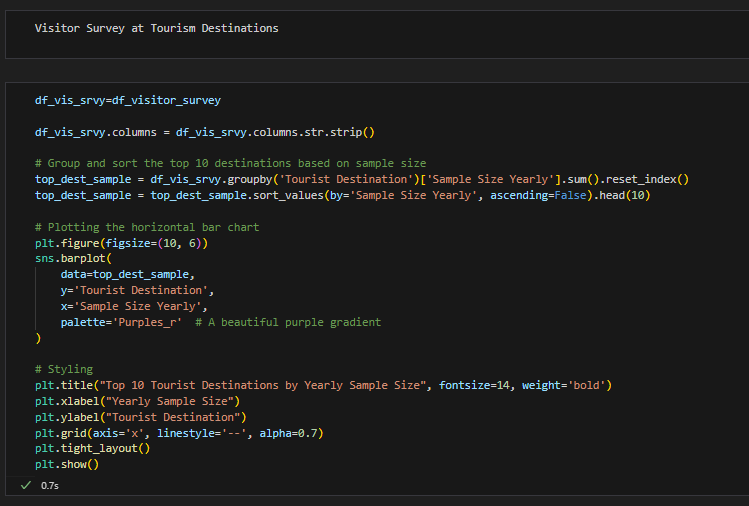 Visitor Survey at Tourism Destinations
df_vis_srvy=df_visitor_survey
df_vis_srvy.columns = df_vis_srvy.columns.str.strip()
# Group and sort the top 10 destinations based on sample size
top_dest_sample = df_vis_srvy.groupby('Tourist Destination')['Sample Size Yearly'].sum().reset_index()
top_dest_sample = top_dest_sample.sort_values(by='Sample Size Yearly', ascending=False).head(10)
# Plotting the horizontal bar chart
plt.figure(figsize=(10, 6))
sns.barplot(
    data=top_dest_sample,
    y='Tourist Destination',
    x='Sample Size Yearly',
    palette='Purples_r'  # A beautiful purple gradient
)
# Styling
plt.title("Top 10 Tourist Destinations by Yearly Sample Size", fontsize=14, weight='bold')
plt.xlabel("Yearly Sample Size")
plt.ylabel("Tourist Destination")
plt.grid(axis='x', linestyle='--', alpha=0.7)
plt.tight_layout()
plt.show()
0.7s